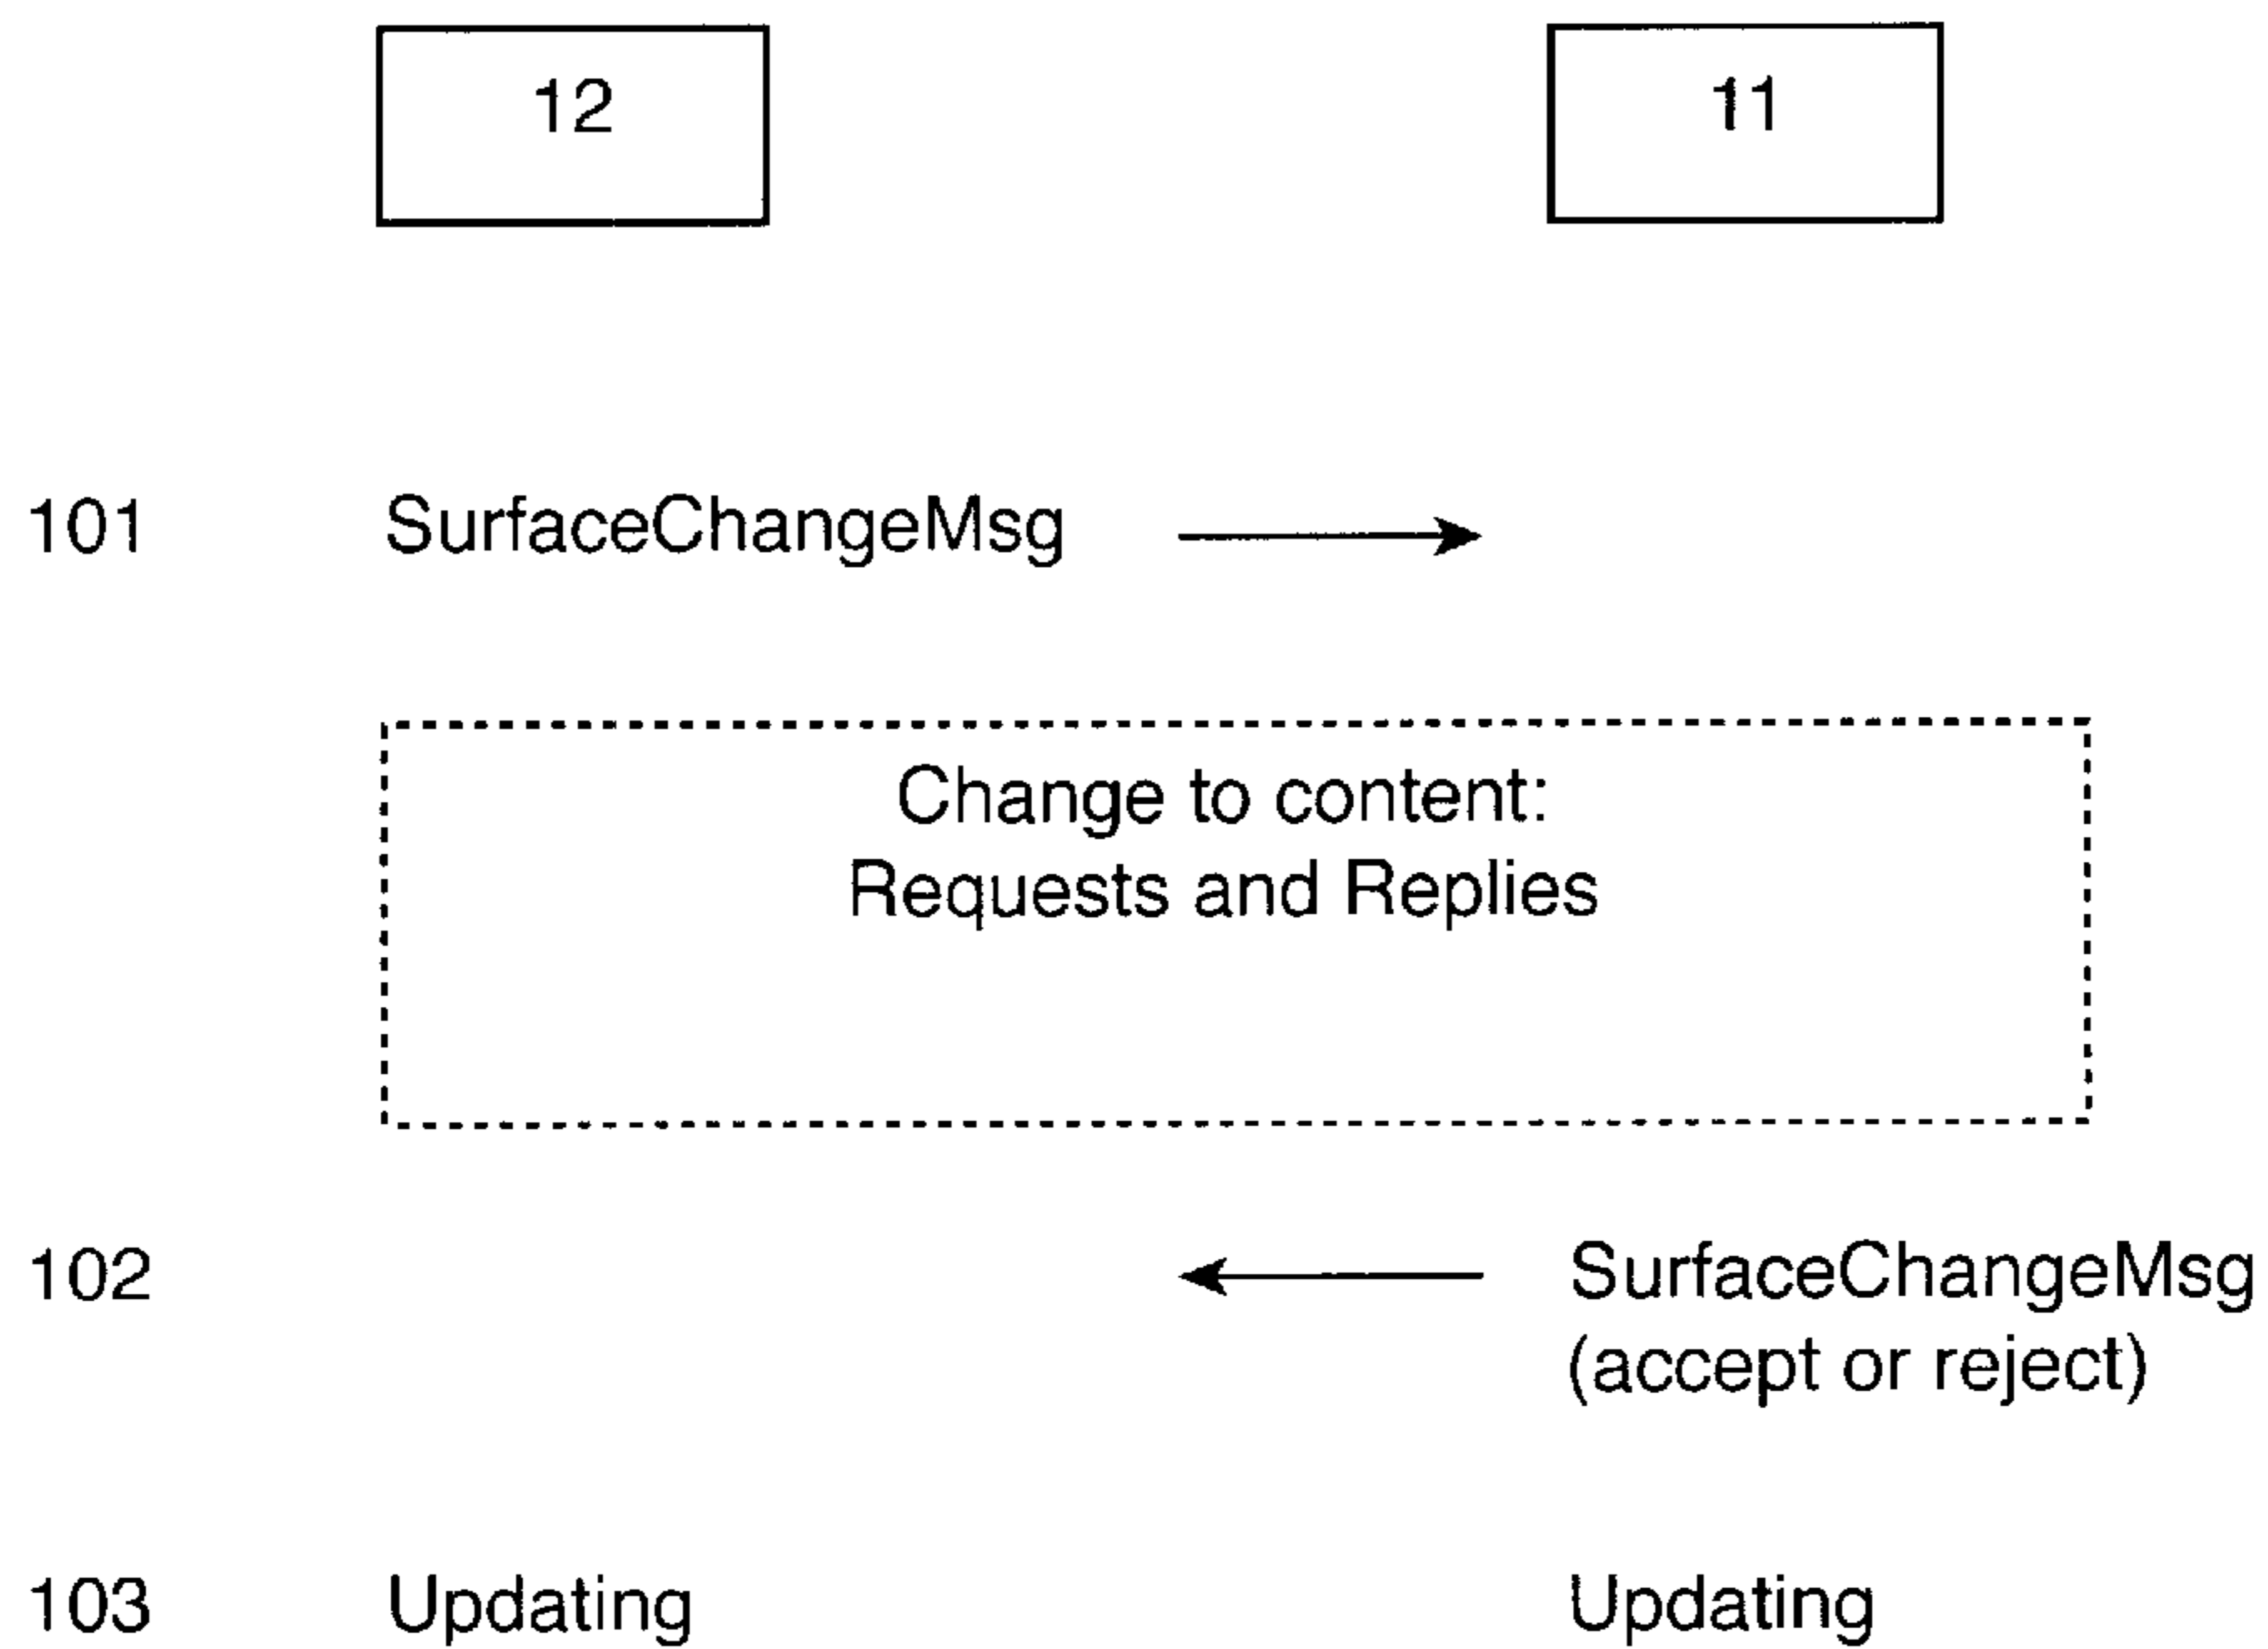 12 11
101 SurfaceChangeMsg
Change to content:
Requests and Replies
102 SurfaceChangeMsg
(accept or reject)
103 Updating Updating